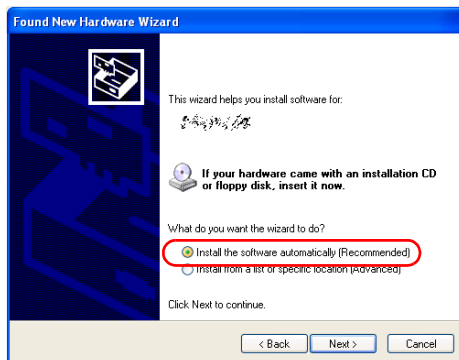 Found New Hardware Wizard
This wizard helps you install software for:
If your hardware came with an installation CD
or floppy disk, insert it now.
What do you want the wizard to do?
Install the software automatically (Recommended)
Install from a list or specific location (Advanced)
Click Next to continue.
< Back
Next >
Cancel